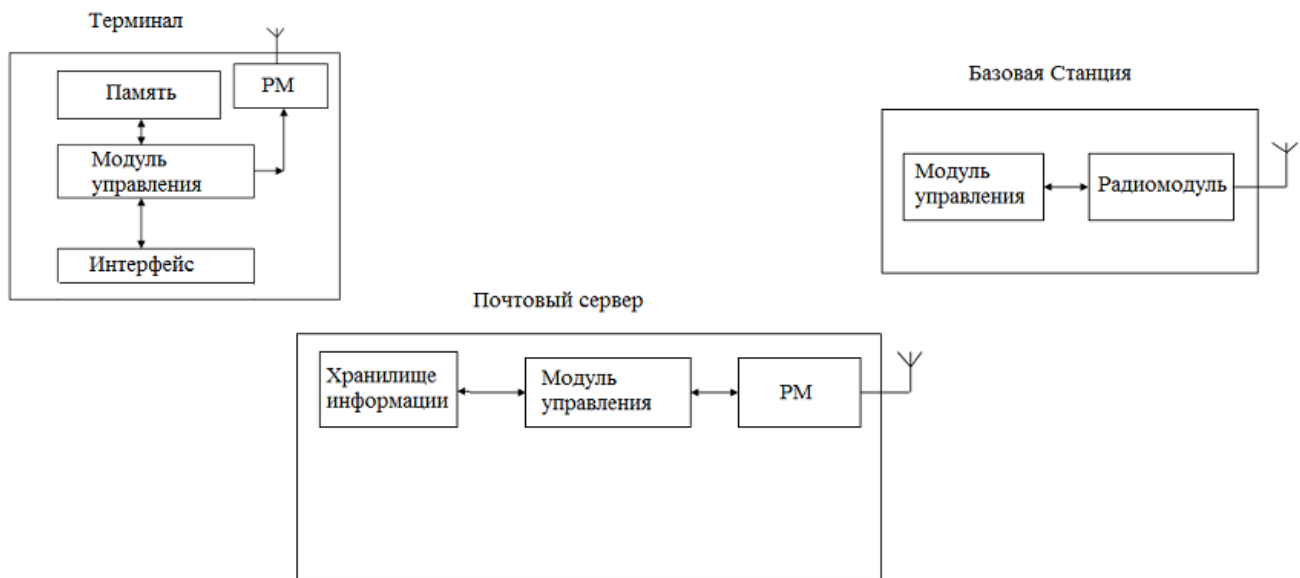 Терминал
Память
РМ
Модуль
управления
Интерфейс
Базовая Станция
Модуль
управления
Радиомодуль
Почтовый сервер
Хранилище
информации
Модуль
управления
РМ